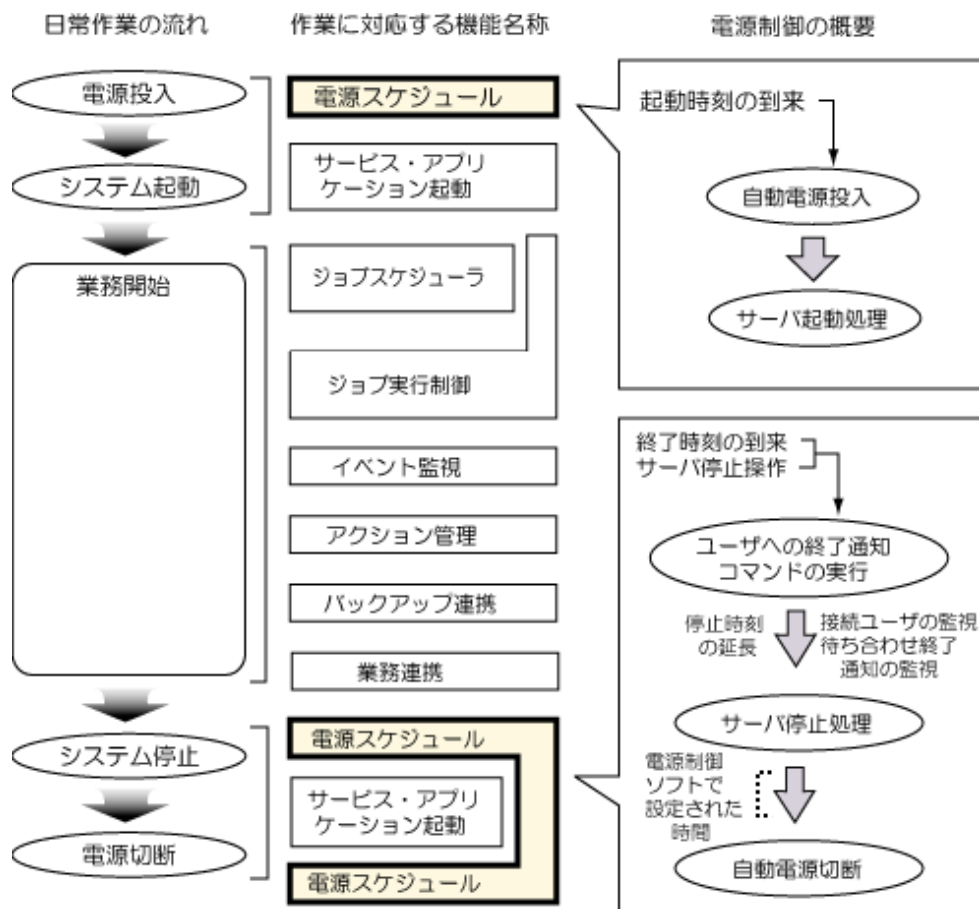 日常作業の流れ
作業に対応する機能名称
電源制御の概要
電源投入
システム起動
業務開始
システム停止
電源切断
電源スケジュール
サービス・アプリ
ケーション起動
ジョブスケジューラ
ジョブ実行制御
イベント監視
アクション管理
バックアップ連携
業務連携
電源スケジュール
サービス・アプリ
ケーション起動
電源スケジュール
起動時刻の到来
自動電源投入
サーバ起動処理
終了時刻の到来
サーバ停止操作
ユーザへの終了通知
コマンドの実行
停止時刻
の延長
接続ユーザの監視
待ち合わせ終了
通知の監視
サーバ停止処理
電源制御
ソフトで
設定された
時間
自動電源切断